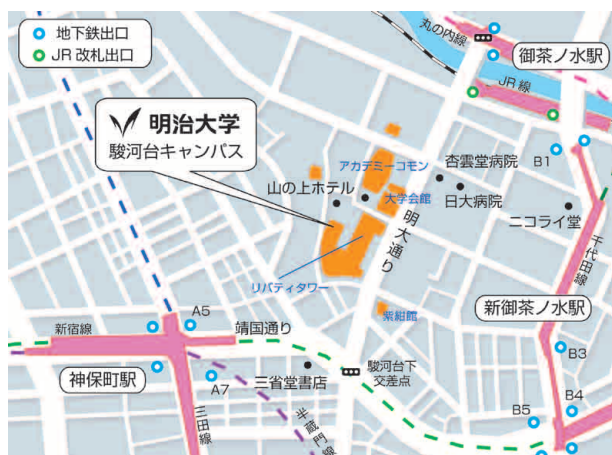 地下鉄出口
JR 改札出口
明治大学
駿河台キャンパス
丸の内線
御茶ノ水駅
JR 線
アカデミーコモン
杏雲堂病院
B1
山の上ホテル
大学会館
日大病院
ニコライ堂
明大通り
千代田線
リバティタワー
紫紺館
新御茶ノ水駅
A5
新宿線
靖国通り
B3
駿河台下
交差点
神保町駅
A7
三省堂書店
B4
B5
三田線
半蔵門線